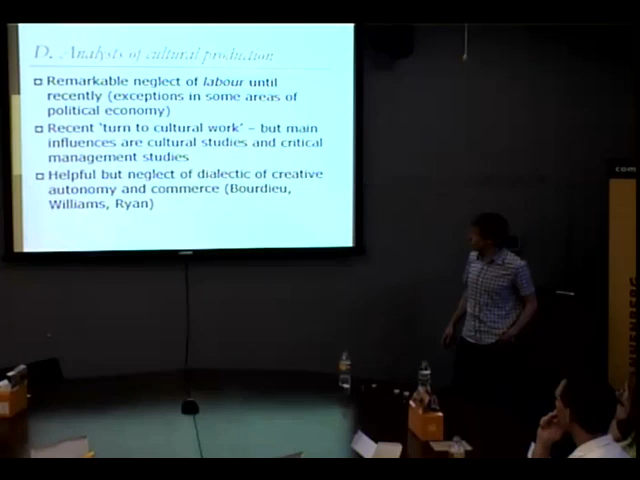 D. Analysts of cultural production
Remarkable neglect of labour until
recently (exceptions in some areas of
political economy)
Recent 'turn to cultural work' – but main
influences are cultural studies and critical
management studies
Helpful but neglect of dialectic of creative
autonomy and commerce (Bourdieu,
Williams, Ryan)
com